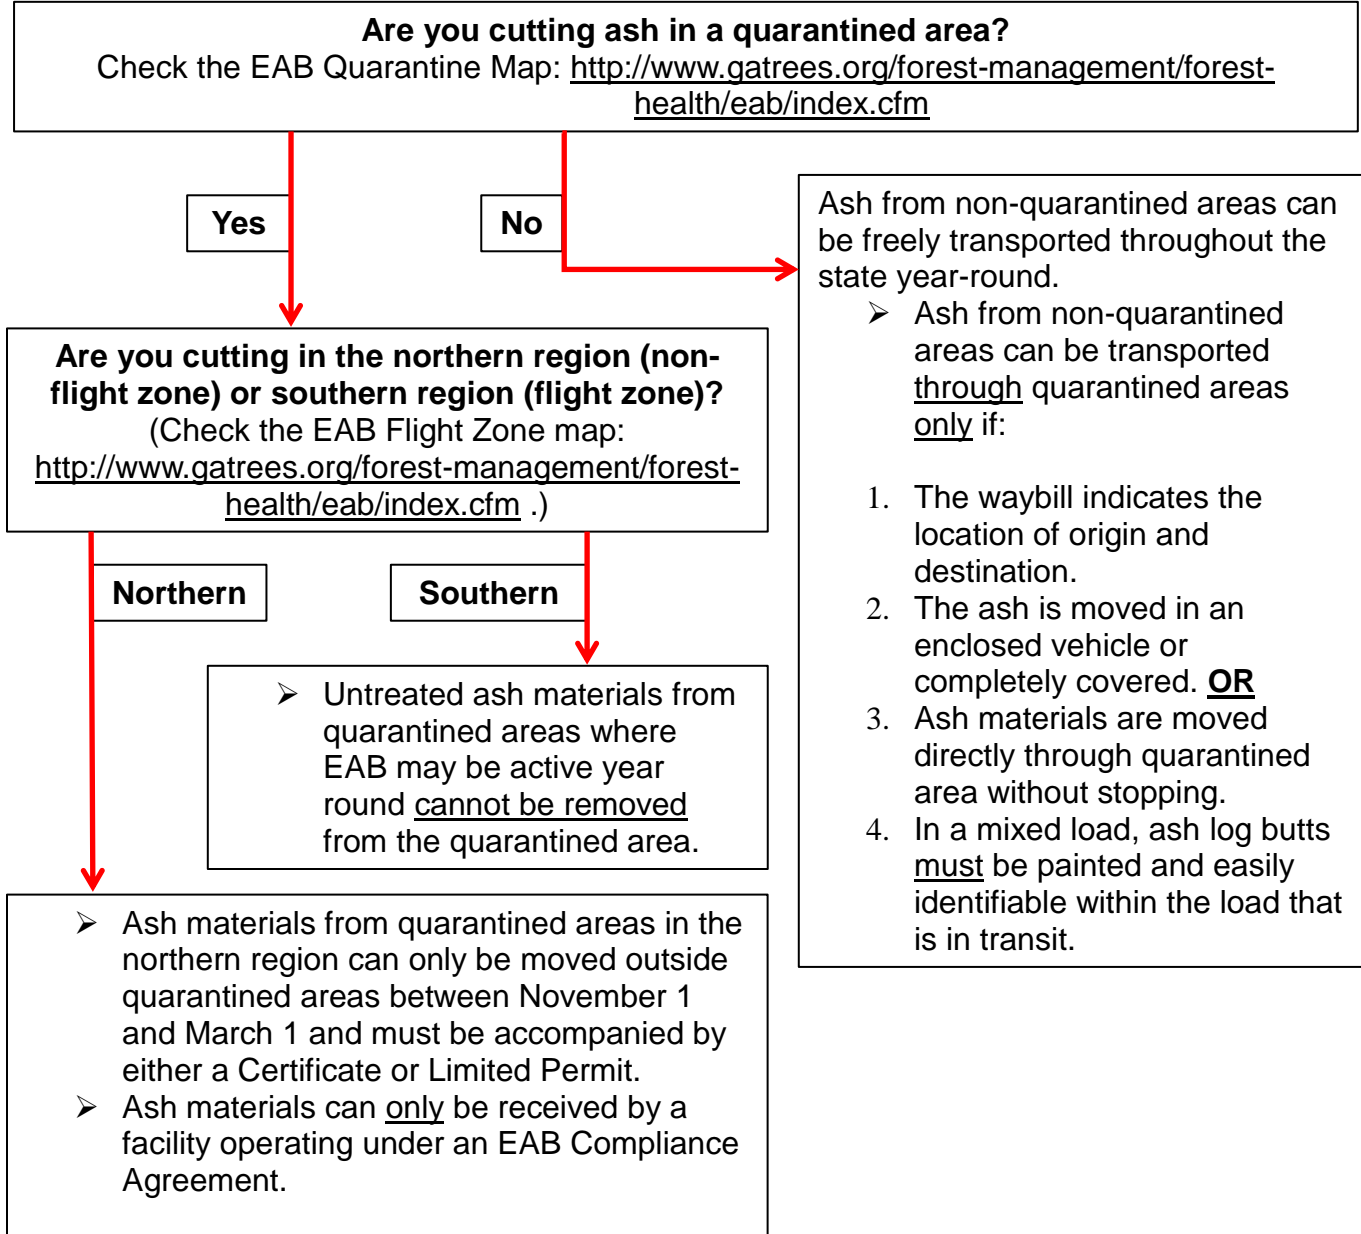 Are you cutting ash in a quarantined area?
Check the EAB Quarantine Map: http://www.gatrees.org/forest-management/forest-
health/eab/index.cfm
Yes
No
Ash from non-quarantined areas can
be freely transported throughout the
state year-round.
➢ Ash from non-quarantined
areas can be transported
through quarantined areas
only if:
1. The waybill indicates the
location of origin and
destination.
2. The ash is moved in an
enclosed vehicle or
completely covered. OR
3. Ash materials are moved
directly through quarantined
area without stopping.
4. In a mixed load, ash log butts
must be painted and easily
identifiable within the load that
is in transit.
Are you cutting in the northern region (non-
flight zone) or southern region (flight zone)?
(Check the EAB Flight Zone map:
http://www.gatrees.org/forest-management/forest-
health/eab/index.cfm .)
Northern
Southern
➢ Untreated ash materials from
quarantined areas where
EAB may be active year
round cannot be removed
from the quarantined area.
➢ Ash materials from quarantined areas in the
northern region can only be moved outside
quarantined areas between November 1
and March 1 and must be accompanied by
either a Certificate or Limited Permit.
➢ Ash materials can only be received by a
facility operating under an EAB Compliance
Agreement.